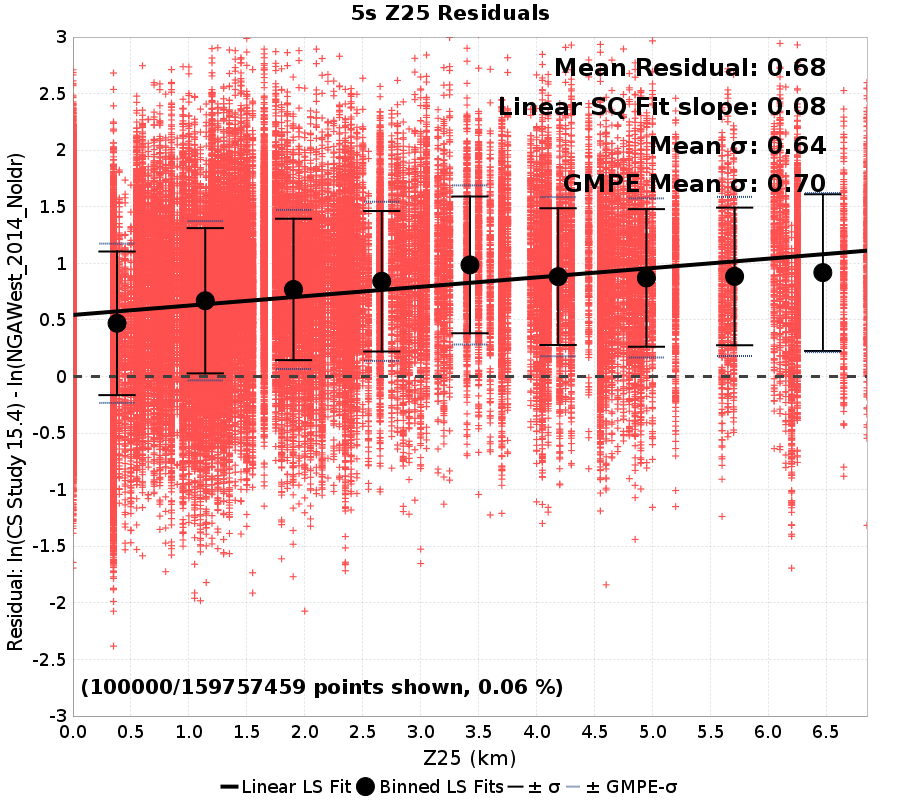 5s Z25 Residuals
Mean Residual: 0.68
Linear SQ Fit slope: 0.08
Mean σ: 0.64
GMPE Mean σ: 0.70
Residual: ln(CS Study 15.4) - ln(NGAWest_2014_NoIdr)
3
2.5
2
1.5
1
0.5
0
-0.5
-1
-1.5
-2
-2.5
-3
(100000/159757459 points shown, 0.06 %)
0.0 0.5 1.0 1.5 2.0 2.5 3.0 3.5 4.0 4.5 5.0 5.5 6.0 6.5
Z25 (km)
Linear LS Fit Binned LS Fits ± σ ± GMPE-σ